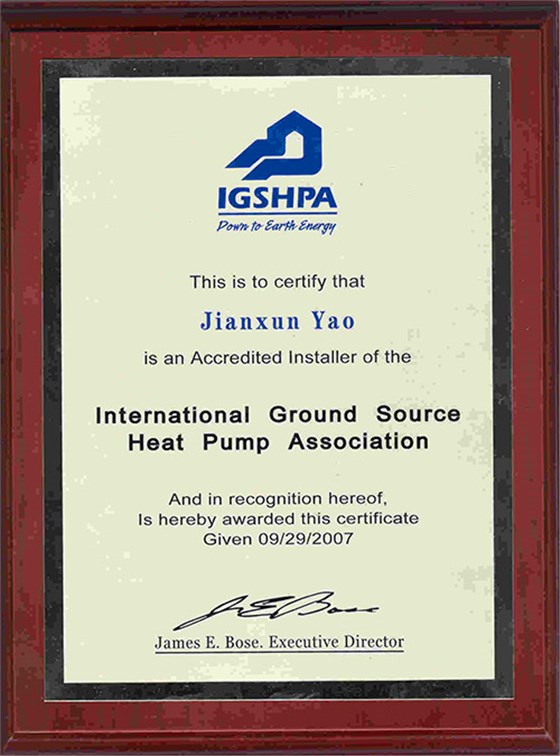 IGSHPA
Down to Earth Energy
This is to certify that
Jianxun Yao
is an Accredited Installer of the
International Ground Source
Heat Pump Association
And in recognition hereof,
Is hereby awarded this certificate
Given 09/29/2007
James E. Bose
James E. Bose. Executive Director